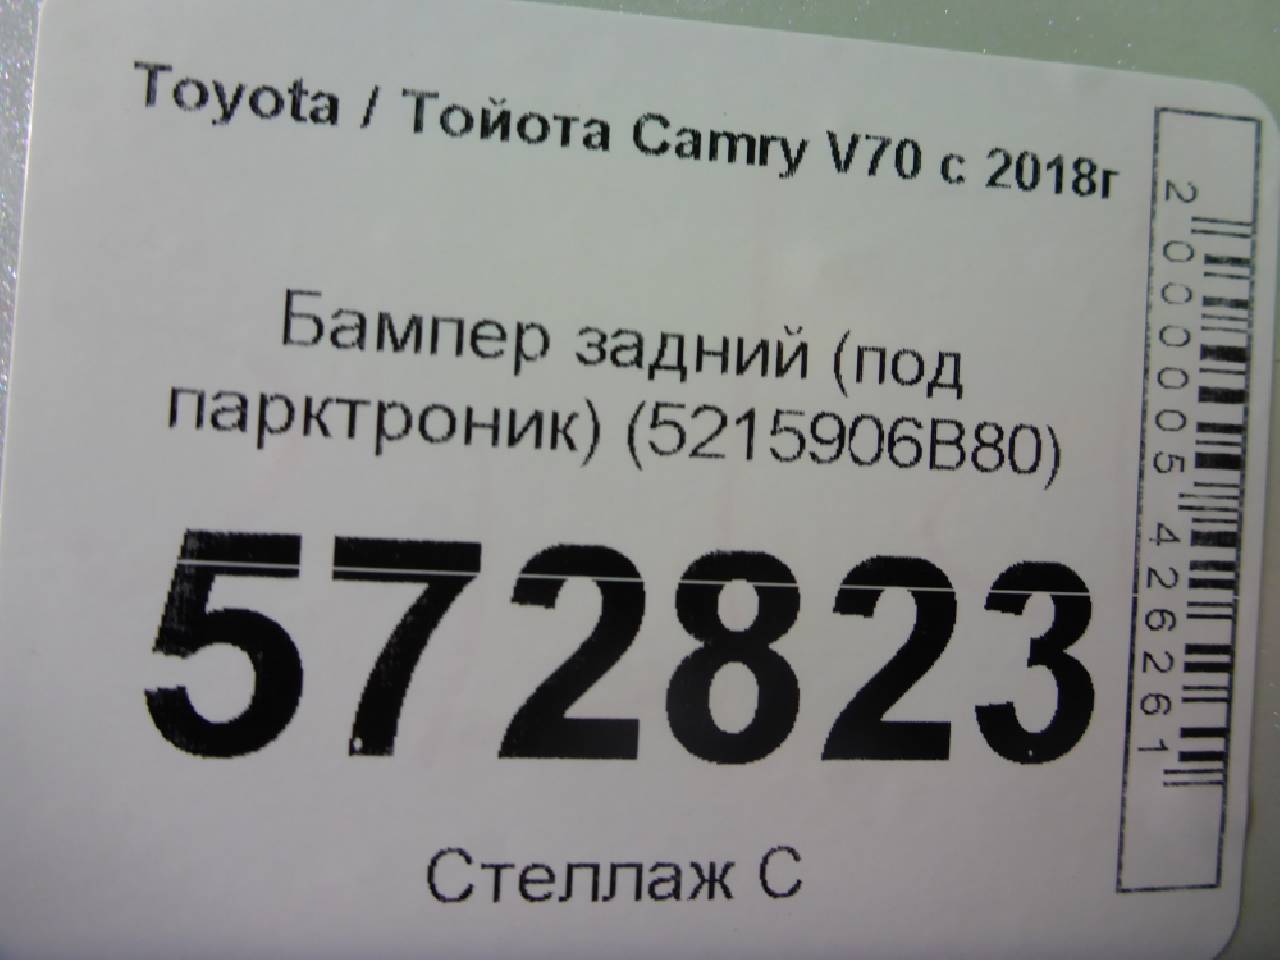 Toyota / Тойота Camry V70 с 2018г
Бампер задний (под
парктроник) (5215906B80)
572823
Стеллаж С
2000005426261